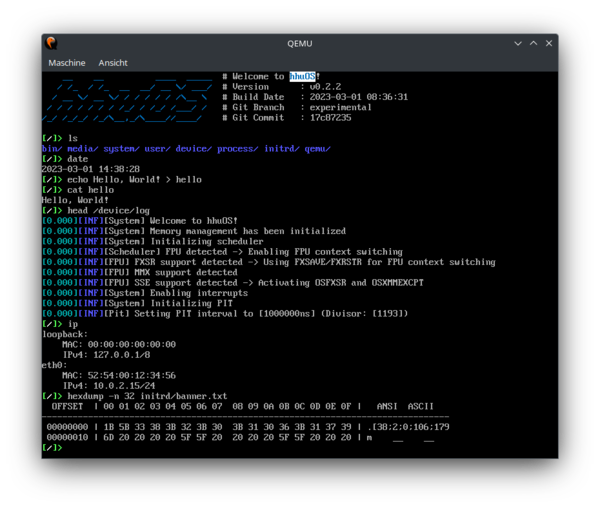 QEMU
Maschine Ansicht
# Welcome to hhuOS!
# Version : v0.2.2
# Build Date : 2023-03-01 08:36:31
# Git Branch : experimental
# Git Commit : 17c87235
[/]> ls
bin/ media/ system/ user/ device/ process/ initrd/ qemu/
[/]> date
2023-03-01 14:38:28
[/]> echo Hello, World! > hello
[/]> cat hello
Hello, World!
[/]> head /device/log
[0.000][INF][System] Welcome to hhuOS!
[0.000][INF][System] Memory management has been initialized
[0.000][INF][System] Initializing scheduler
[0.000][INF][Scheduler] FPU detected -> Enabling FPU context switching
[0.000][INF][FPU] FXSR support detected -> Using FXSAVE/FXRSTR for FPU context switching
[0.000][INF][FPU] MMX support detected
[0.000][INF][FPU] SSE support detected -> Activating OSFXSR and OSXMMEXCPT
[0.000][INF][System] Enabling interrupts
[0.000][INF][System] Initializing PIT
[0.000][INF][Pit] Setting PIT interval to [1000000ns] (Divisor: [1193])
[/]> ip
loopback:
MAC: 00:00:00:00:00:00
IPv4: 127.0.0.1/8
eth0:
MAC: 52:54:00:12:34:56
IPv4: 10.0.2.15/24
[/]> hexdump -n 32 initrd/banner.txt
OFFSET | 00 01 02 03 04 05 06 07 08 09 0A 0B 0C 0D 0E 0F | ANSI ASCII
--------------------------------------------------------------------------------
00000000 | 1B 5B 33 38 3B 32 3B 30 3B 31 30 36 3B 31 37 39 | .[38;2;0;106;179
00000010 | 6D 20 20 20 20 5F 5F 20 20 20 20 5F 5F 20 20 20 | m    __    __
[/]>